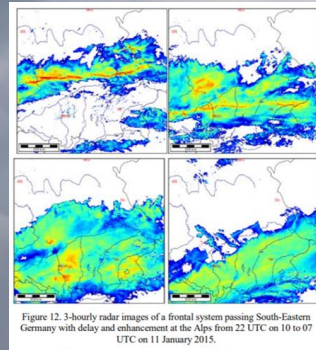 Figure 12. 3-hourly radar images of a frontal system passing South-Eastern
Germany with delay and enhancement at the Alps from 22 UTC on 10 to 07
UTC on 11 January 2015.